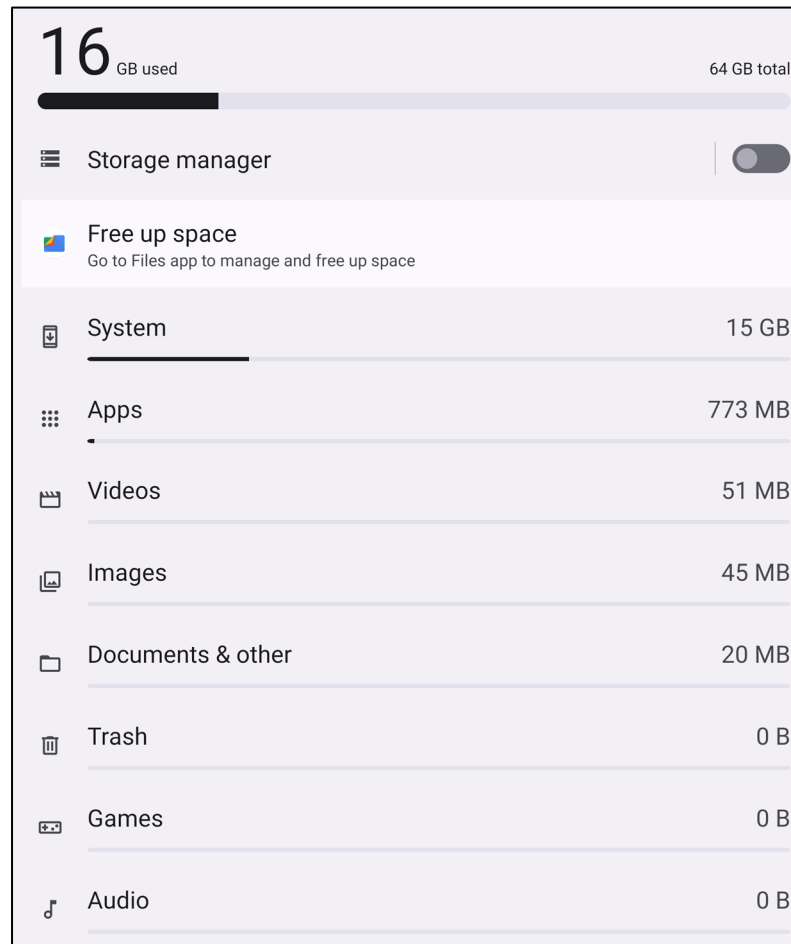 16 GB used 64 GB total
Storage manager
Free up space
Go to Files app to manage and free up space
System 15 GB
Apps 773 MB
Videos 51 MB
Images 45 MB
Documents & other 20 MB
Trash 0 B
Games 0 B
Audio 0 B